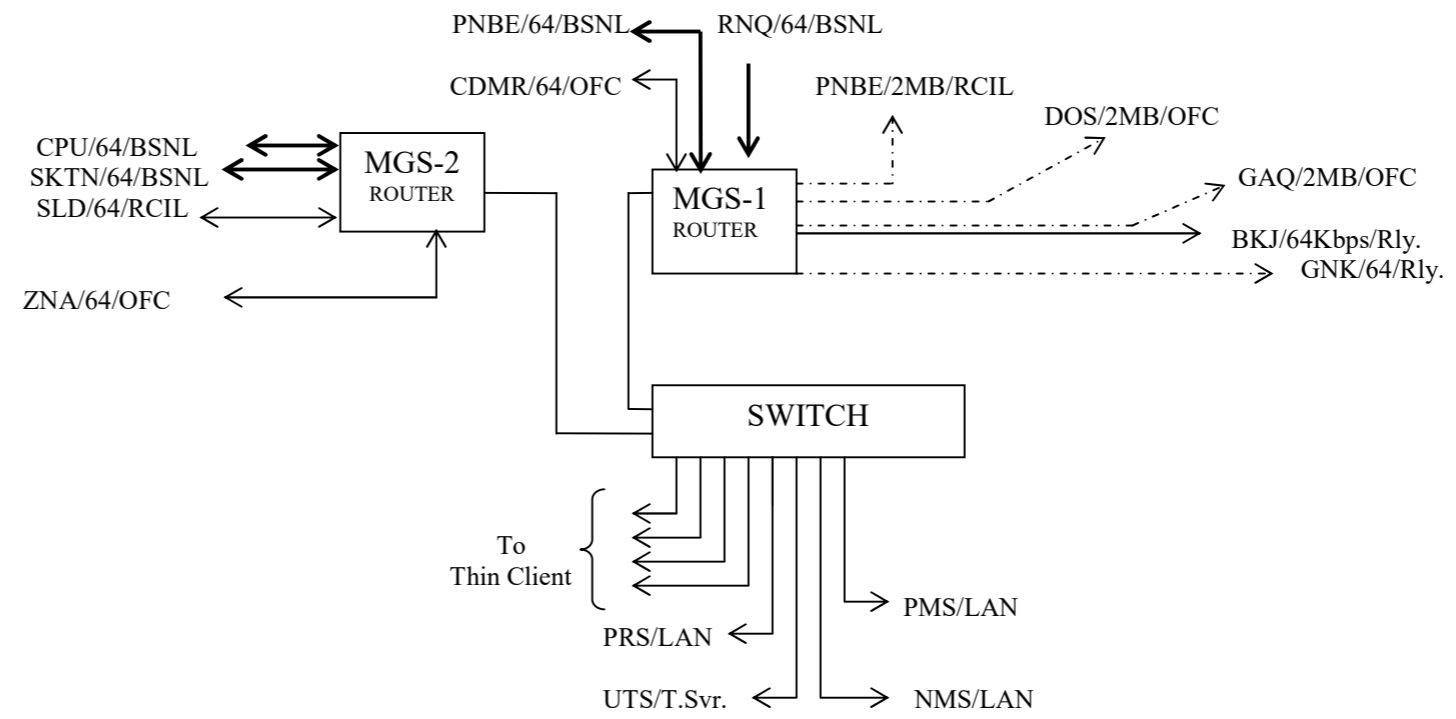 PNBE/64/BSNL
RNQ/64/BSNL
CDMR/64/OFC
PNBE/2MB/RCIL
DOS/2MB/OFC
CPU/64/BSNL
SKTN/64/BSNL
SLD/64/RCIL
MGS-2
ROUTER
MGS-1
ROUTER
GAQ/2MB/OFC
BKJ/64Kbps/Rly.
GNK/64/Rly.
ZNA/64/OFC
SWITCH
To
Thin Client
PMS/LAN
PRS/LAN
UTS/T.Svr.
NMS/LAN